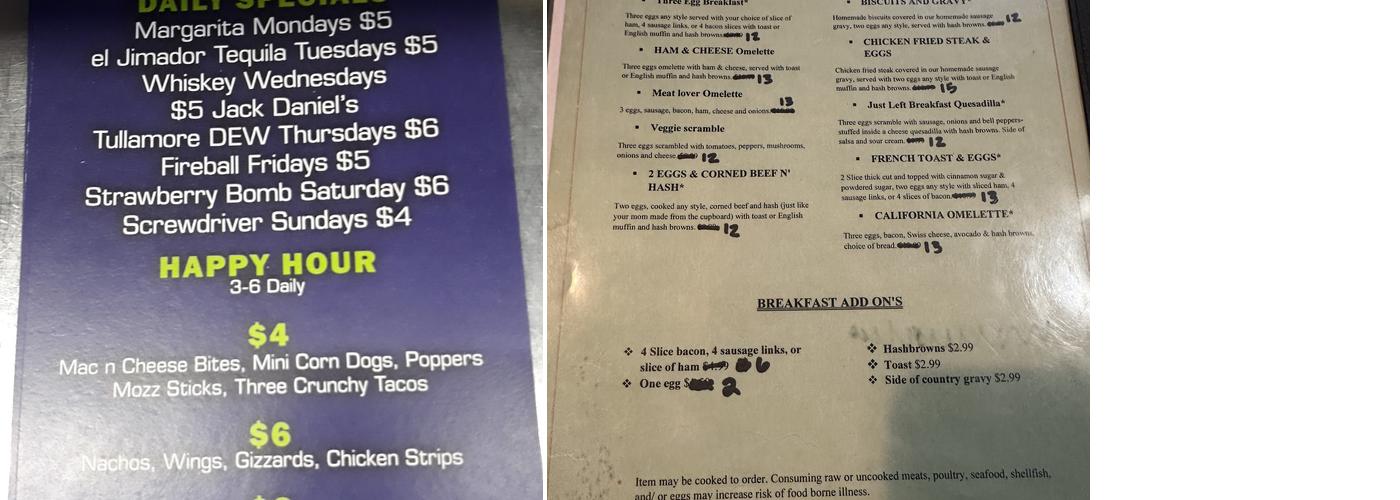 DAILY SPECIALS
Margarita Mondays $5
el Jimador Tequila Tuesdays $5
Whiskey Wednesdays
$5 Jack Daniel's
Tullamore DEW Thursdays $6
Fireball Fridays $5
Strawberry Bomb Saturday $6
Screwdriver Sundays $4
HAPPY HOUR
3-6 Daily
$4
Mac n Cheese Bites, Mini Corn Dogs, Poppers
Mozz Sticks, Three Crunchy Tacos
$6
Nachos, Wings, Gizzards, Chicken Strips
Three Egg Breakfast*
Three eggs any style served with your choice of slice of
ham, 4 sausage links, or 4 bacon slices with toast or
English muffin and hash browns 12
HAM & CHEESE Omelette
Three eggs omelette with ham & cheese, served with toast
or English muffin and hash browns. 13
Meat lover Omelette
3 eggs, sausage, bacon, ham, cheese and onions. 13
Veggie scramble
Three eggs scrambled with tomatoes, peppers, mushrooms,
onions and cheese 12
2 EGGS & CORNED BEEF N'
HASH*
Two eggs, cooked any style, corned beef and hash (just like
your mom made from the cupboard) with toast or English
muffin and hash browns. 12
BISCUITS AND GRAVY*
Homemade biscuits covered in our homemade sausage
gravy, two eggs any style, served with hash browns. 12
CHICKEN FRIED STEAK &
EGGS
Chicken fried steak covered in our homemade sausage
gravy, served with two eggs any style with toast or English
muffin and hash browns. 15
Just Left Breakfast Quesadilla*
Three eggs scramble with sausage, onions and bell peppers-
stuffed inside a cheese quesadilla with hash browns. Side of
salsa and sour cream. 12
FRENCH TOAST & EGGS*
2 Slice thick cut and topped with cinnamon sugar &
powdered sugar, two eggs any style with sliced ham, 4
sausage links, or 4 slices of bacon. 13
CALIFORNIA OMELETTE*
Three eggs, bacon, Swiss cheese, avocado & hash browns,
choice of bread. 13
BREAKFAST ADD ON'S
4 Slice bacon, 4 sausage links, or
slice of ham $4.99 6
One egg $ 2
Hashbrowns $2.99
Toast $2.99
Side of country gravy $2.99
Item may be cooked to order. Consuming raw or uncooked meats, poultry, seafood, shellfish,
and/ or eggs may increase risk of food borne illness.